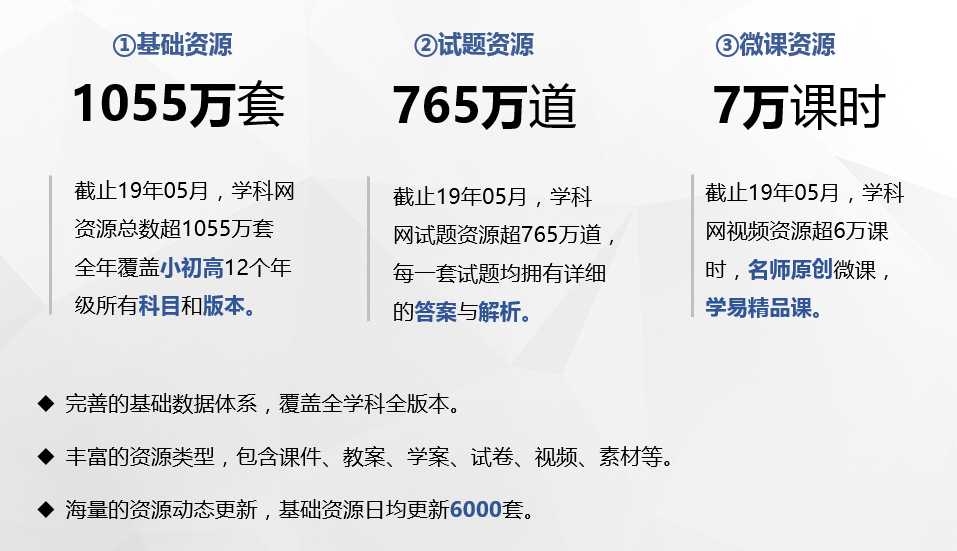 ①基础资源
1055万套
截止19年05月，学科网
资源总数超1055万套
全年覆盖小初高12个年
级所有科目和版本。
②试题资源
765万道
截止19年05月，学科
网试题资源超765万道，
每一套试题均拥有详细
的答案与解析。
③微课资源
7万课时
截止19年05月，学科
网视频资源超6万课
时，名师原创微课，
学易精品课。
◆ 完善的基础数据体系，覆盖全学科全版本。
◆ 丰富的资源类型，包含课件、教案、学案、试卷、视频、素材等。
◆ 海量的资源动态更新，基础资源日均更新6000套。